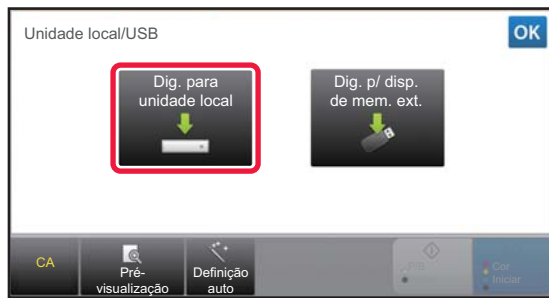 Unidade local/USB
OK
Dig. para
unidade local
Dig. p/ disp.
de mem. ext.
CA
Pré-
visualização
Definição
auto
Cor
Iniciar